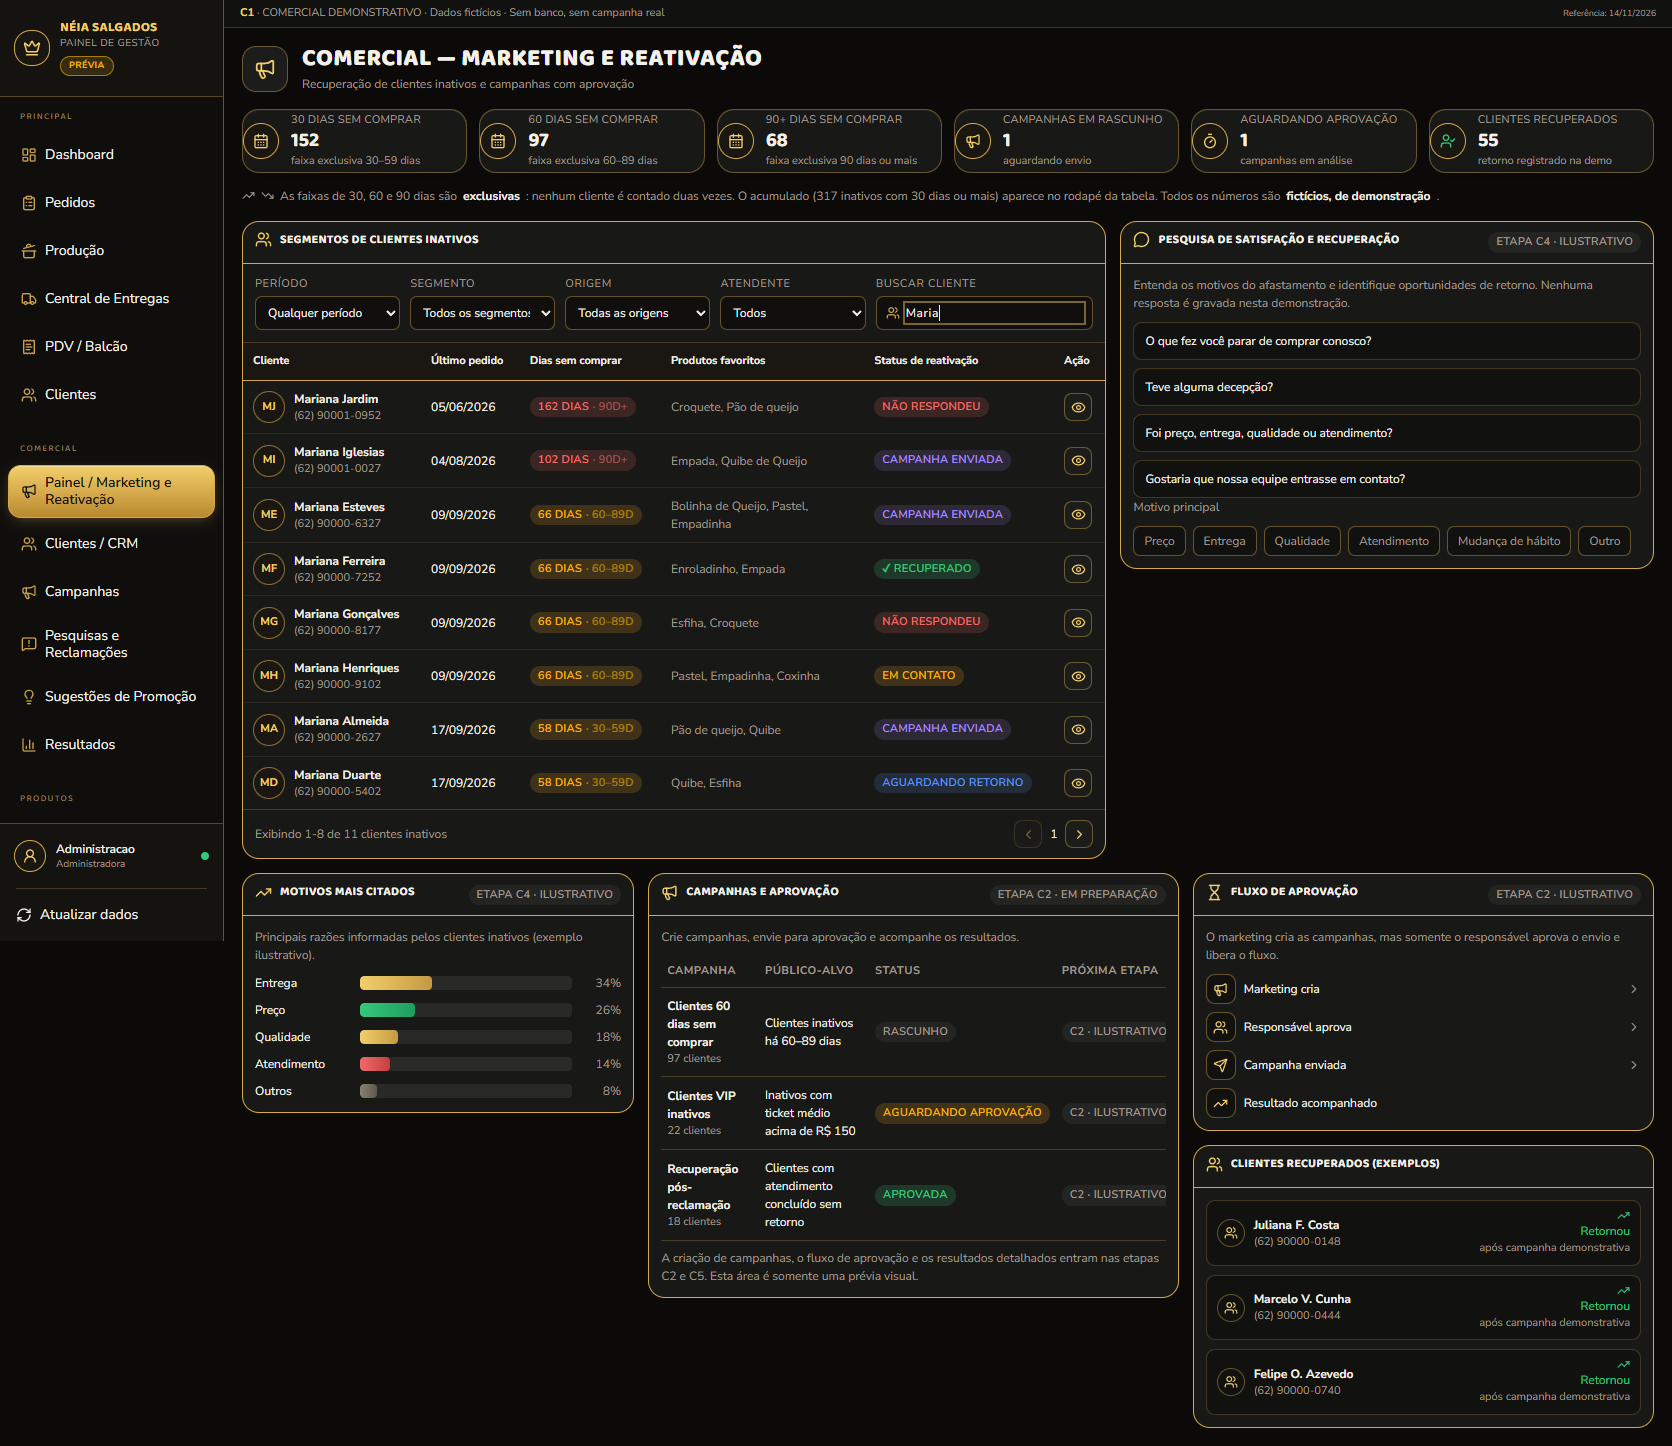 NÉIA SALGADOS
PAINEL DE GESTÃO
PRÉVIA
PRINCIPAL
Dashboard
Pedidos
Produção
Central de Entregas
PDV / Balcão
Clientes
COMERCIAL
Painel / Marketing e
Reativação
Clientes / CRM
Campanhas
Pesquisas e
Reclamações
Sugestões de Promoção
Resultados
PRODUTOS
Administracao
Administradora
Atualizar dados
C1 · COMERCIAL DEMONSTRATIVO · Dados fictícios · Sem banco, sem campanha real
Referência: 14/11/2026
COMERCIAL — MARKETING E REATIVAÇÃO
Recuperação de clientes inativos e campanhas com aprovação
30 DIAS SEM COMPRAR
152
faixa exclusiva 30–59 dias
60 DIAS SEM COMPRAR
97
faixa exclusiva 60–89 dias
90+ DIAS SEM COMPRAR
68
faixa exclusiva 90 dias ou mais
CAMPANHAS EM RASCUNHO
1
aguardando envio
AGUARDANDO APROVAÇÃO
1
campanhas em análise
CLIENTES RECUPERADOS
55
retorno registrado na demo
As faixas de 30, 60 e 90 dias são exclusivas : nenhum cliente é contado duas vezes. O acumulado (317 inativos com 30 dias ou mais) aparece no rodapé da tabela. Todos os números são fictícios, de demonstração .
SEGMENTOS DE CLIENTES INATIVOS
PERÍODO SEGMENTO ORIGEM ATENDENTE BUSCAR CLIENTE
Qualquer período Todos os segmentos Todas as origens Todos Maria
Cliente Último pedido Dias sem comprar Produtos favoritos Status de reativação Ação
MJ Mariana Jardim 05/06/2026 162 DIAS · 90D+ Croquete, Pão de queijo NÃO RESPONDEU
(62) 90001-0952
MI Mariana Iglesias 04/08/2026 102 DIAS · 90D+ Empada, Quibe de Queijo CAMPANHA ENVIADA
(62) 90001-0027
ME Mariana Esteves 09/09/2026 66 DIAS · 60–89D Bolinha de Queijo, Pastel, Empadinha CAMPANHA ENVIADA
(62) 90000-6327
MF Mariana Ferreira 09/09/2026 66 DIAS · 60–89D Enroladinho, Empada ✓ RECUPERADO
(62) 90000-7252
MG Mariana Gonçalves 09/09/2026 66 DIAS · 60–89D Esfiha, Croquete NÃO RESPONDEU
(62) 90000-8177
MH Mariana Henriques 09/09/2026 66 DIAS · 60–89D Pastel, Empadinha, Coxinha EM CONTATO
(62) 90000-9102
MA Mariana Almeida 17/09/2026 58 DIAS · 30–59D Pão de queijo, Quibe CAMPANHA ENVIADA
(62) 90000-2627
MD Mariana Duarte 17/09/2026 58 DIAS · 30–59D Quibe, Esfiha AGUARDANDO RETORNO
(62) 90000-5402
Exibindo 1-8 de 11 clientes inativos
1
PESQUISA DE SATISFAÇÃO E RECUPERAÇÃO
ETAPA C4 · ILUSTRATIVO
Entenda os motivos do afastamento e identifique oportunidades de retorno. Nenhuma
resposta é gravada nesta demonstração.
O que fez você parar de comprar conosco?
Teve alguma decepção?
Foi preço, entrega, qualidade ou atendimento?
Gostaria que nossa equipe entrasse em contato?
Motivo principal
Preço Entrega Qualidade Atendimento Mudança de hábito Outro
MOTIVOS MAIS CITADOS
ETAPA C4 · ILUSTRATIVO
Principais razões informadas pelos clientes inativos (exemplo
ilustrativo).
Entrega 34%
Preço 26%
Qualidade 18%
Atendimento 14%
Outros 8%
CAMPANHAS E APROVAÇÃO
ETAPA C2 · EM PREPARAÇÃO
Crie campanhas, envie para aprovação e acompanhe os resultados.
CAMPANHA PÚBLICO-ALVO STATUS PRÓXIMA ETAPA
Clientes 60
dias sem
comprar
97 clientes
Clientes inativos
há 60–89 dias
RASCUNHO
C2 · ILUSTRATIVO
Clientes VIP
inativos
22 clientes
Inativos com
ticket médio
acima de R$ 150
AGUARDANDO APROVAÇÃO
C2 · ILUSTRATIVO
Recuperação
pós-
reclamação
18 clientes
Clientes com
atendimento
concluído sem
retorno
APROVADA
C2 · ILUSTRATIVO
A criação de campanhas, o fluxo de aprovação e os resultados detalhados entram nas etapas
C2 e C5. Esta área é somente uma prévia visual.
FLUXO DE APROVAÇÃO
ETAPA C2 · ILUSTRATIVO
O marketing cria as campanhas, mas somente o responsável aprova o envio e
libera o fluxo.
Marketing cria
Responsável aprova
Campanha enviada
Resultado acompanhado
CLIENTES RECUPERADOS (EXEMPLOS)
Juliana F. Costa
(62) 90000-0148
Retornou
após campanha demonstrativa
Marcelo V. Cunha
(62) 90000-0444
Retornou
após campanha demonstrativa
Felipe O. Azevedo
(62) 90000-0740
Retornou
após campanha demonstrativa